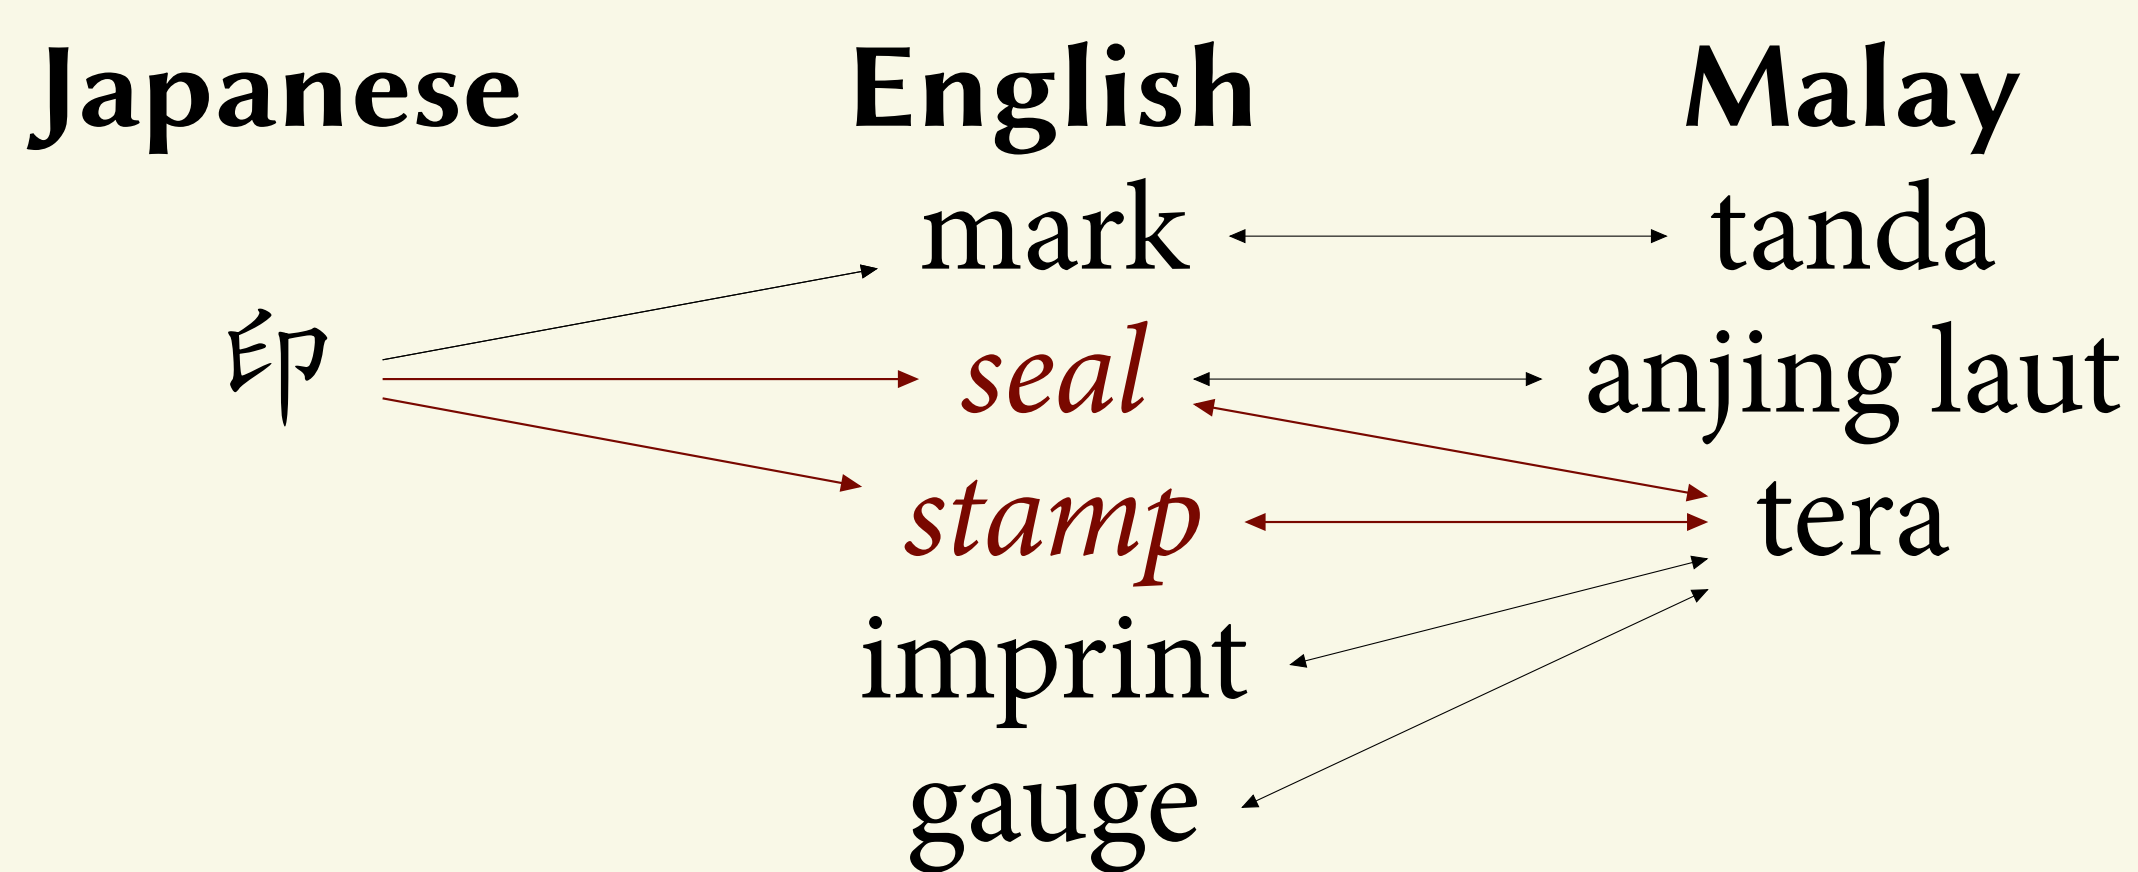 Japanese English Malay
mark tanda
印 seal anjing laut
stamp tera
imprint
gauge